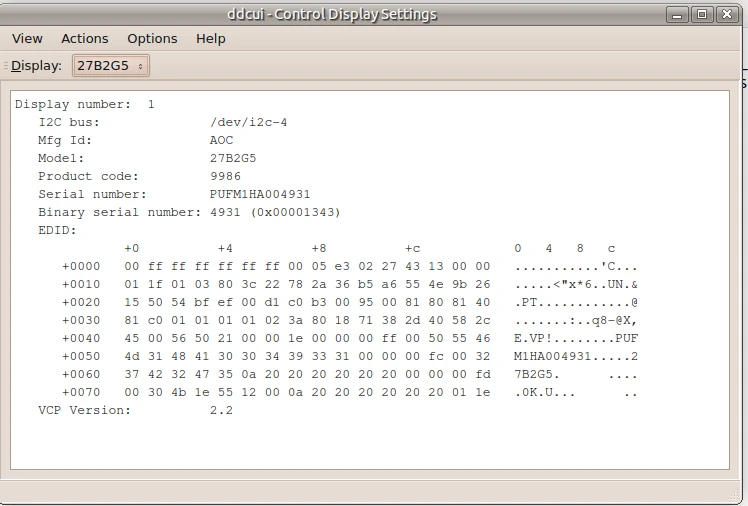 ddcui - Control Display Settings
View Actions Options Help
Display: 27B2G5
Display number: 1
I2C bus: /dev/i2c-4
Mfg Id: AOC
Model: 27B2G5
Product code: 9986
Serial number: PUFM1HA004931
Binary serial number: 4931 (0x00001343)
EDID:
+0 +4 +8 +c 0 4 8 c
+0000 00 ff ff ff ff ff ff 00 05 e3 02 27 43 13 00 00 ...........'C...
+0010 01 1f 01 03 80 3c 22 78 2a 36 b5 a6 55 4e 9b 26 .....<"x*6..UN.&
+0020 15 50 54 bf ef 00 d1 c0 b3 00 95 00 81 80 81 40 .PT............@
+0030 81 c0 01 01 01 01 02 3a 80 18 71 38 2d 40 58 2c .......:..q8-@X,
+0040 45 00 56 50 21 00 00 1e 00 00 00 ff 00 50 55 46 E.VP!........PUF
+0050 4d 31 48 41 30 30 34 39 33 31 00 00 00 fc 00 32 M1HA004931.....2
+0060 37 42 32 47 35 0a 20 20 20 20 20 20 00 00 00 fd 7B2G5. ....
+0070 00 30 4b 1e 55 12 00 0a 20 20 20 20 20 20 01 1e .0K.U... ..
VCP Version: 2.2